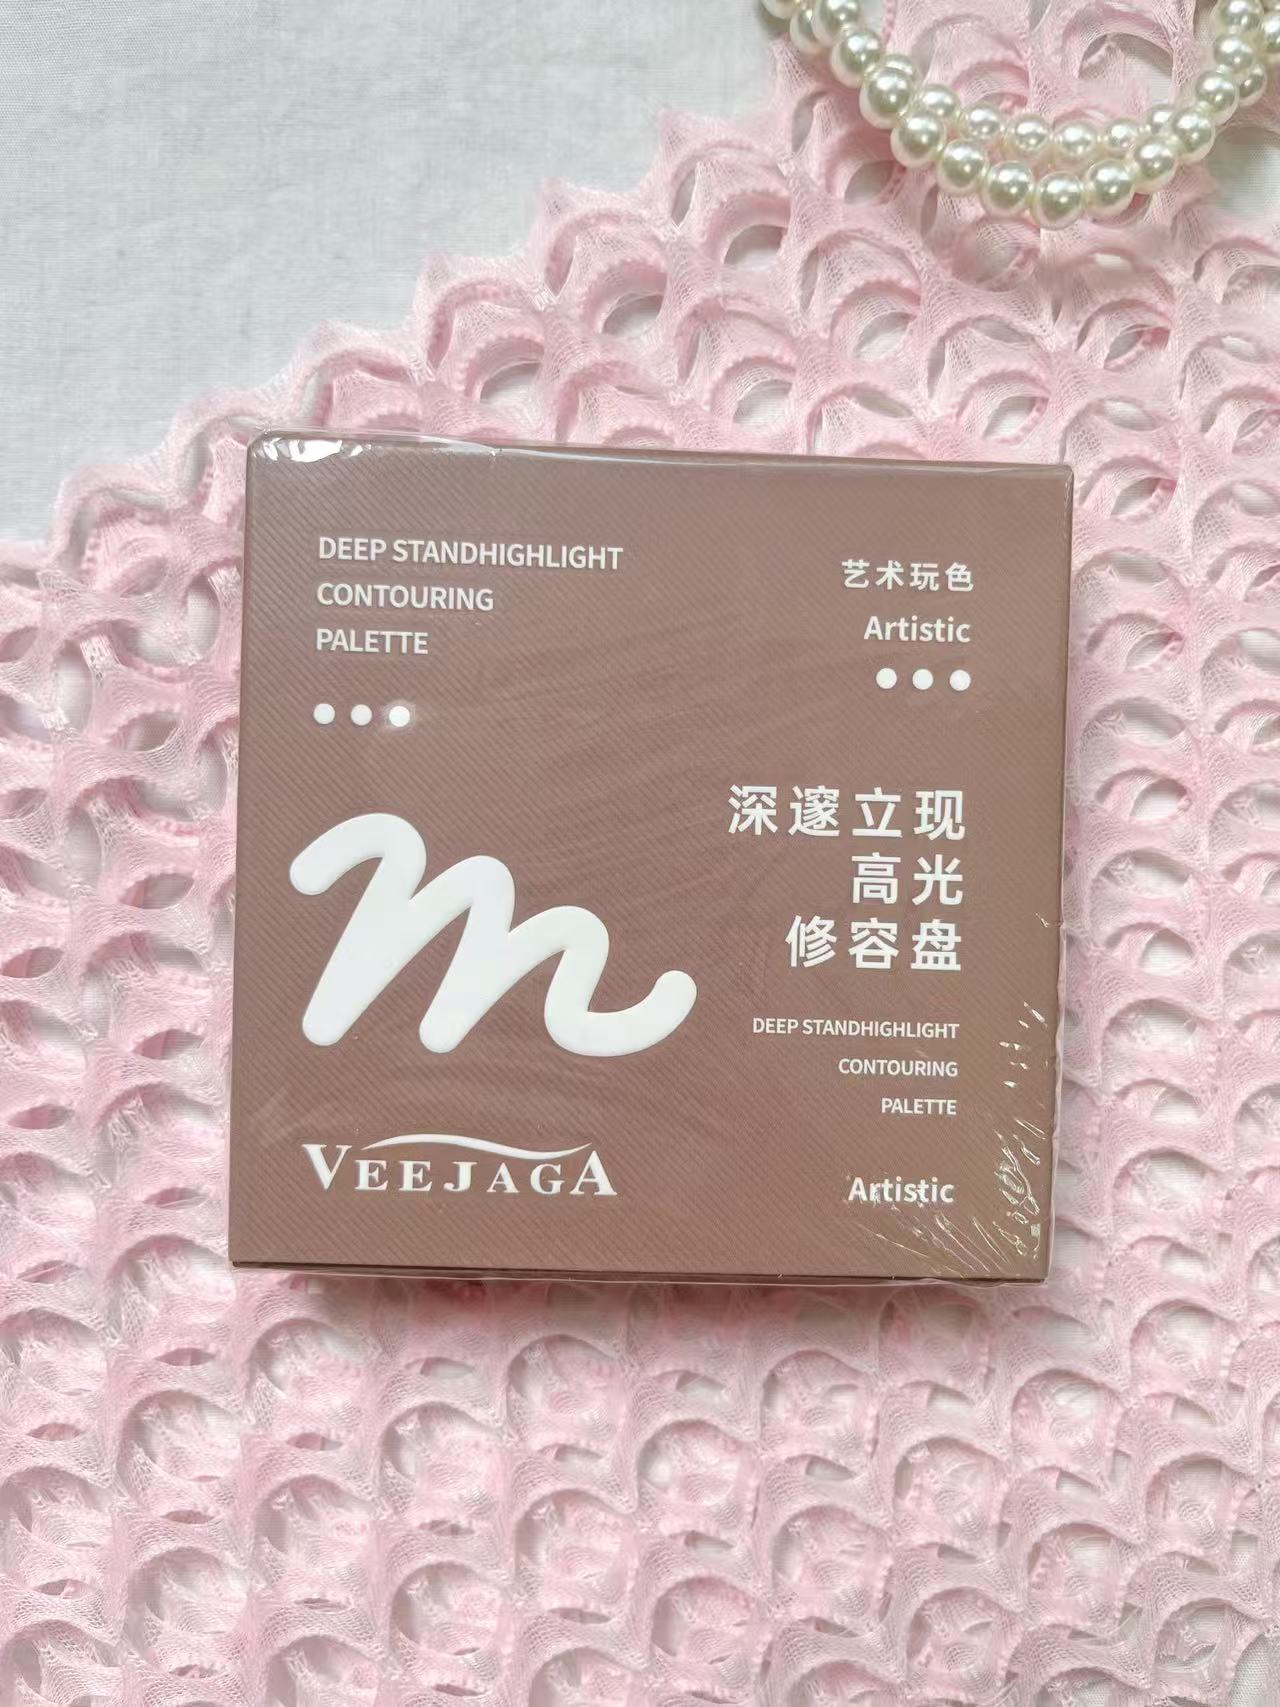 DEEP STANDHIGHLIGHT
CONTOURING
PALETTE
艺术玩色
Artistic
深邃立现
高光
修容盘
DEEP STANDHIGHLIGHT
CONTOURING
PALETTE
m
VEEJAGA
Artistic